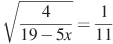 √(4/(19 − 5x)) = 1/11